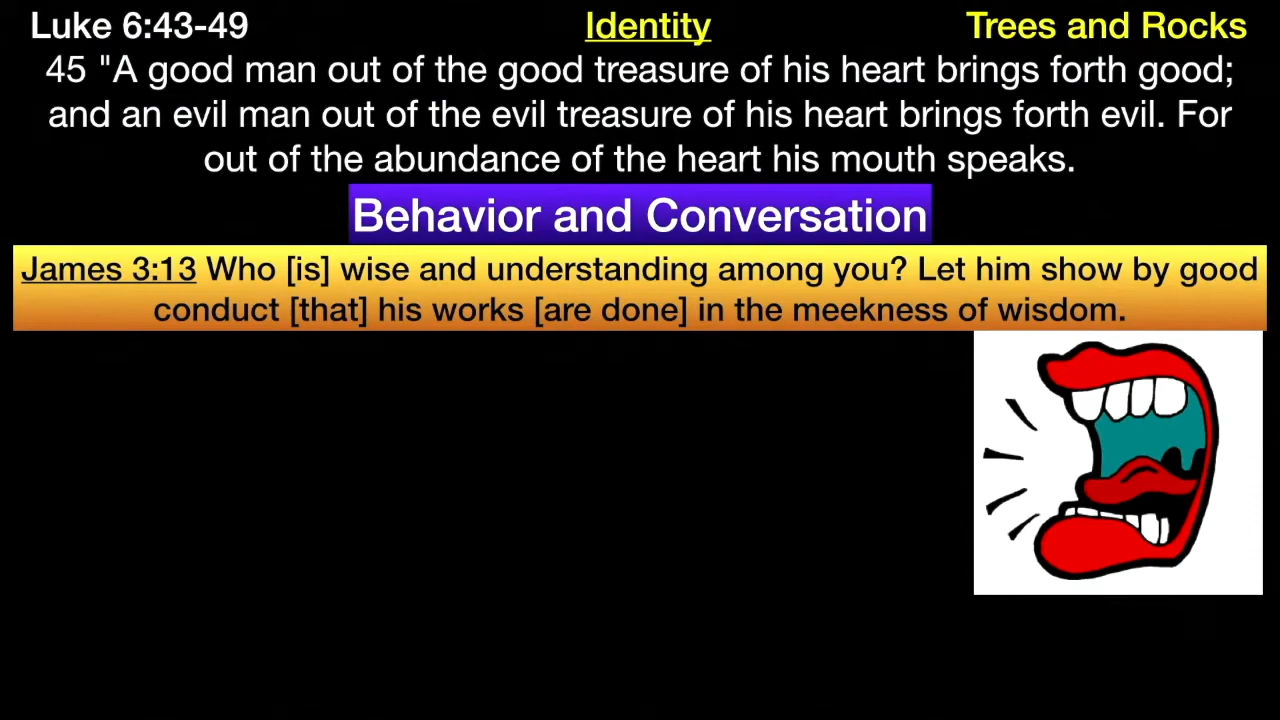 Luke 6:43-49 Identity Trees and Rocks
45 "A good man out of the good treasure of his heart brings forth good;
and an evil man out of the evil treasure of his heart brings forth evil. For
out of the abundance of the heart his mouth speaks.
Behavior and Conversation
James 3:13 Who [is] wise and understanding among you? Let him show by good
conduct [that] his works [are done] in the meekness of wisdom.